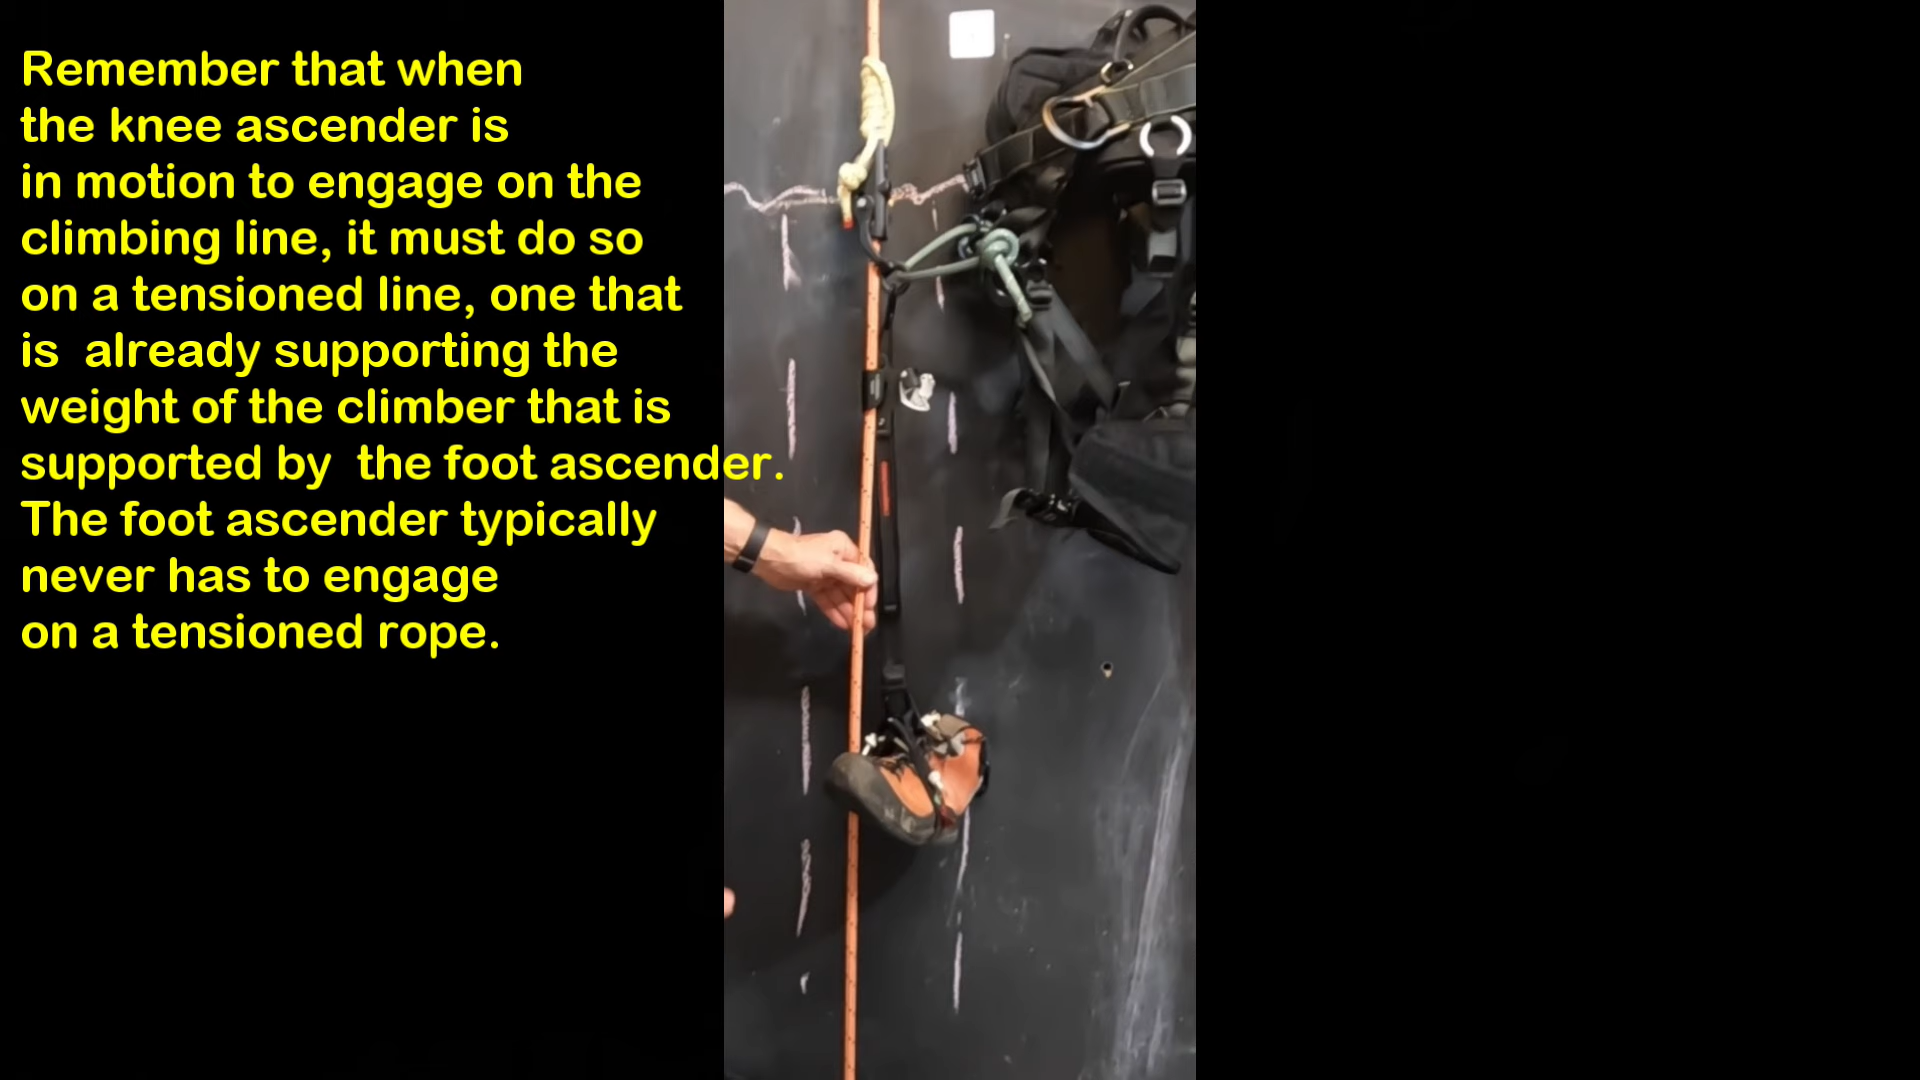 Remember that when
the knee ascender is
in motion to engage on the
climbing line, it must do so
on a tensioned line, one that
is  already supporting the
weight of the climber that is
supported by  the foot ascender.
The foot ascender typically
never has to engage
on a tensioned rope.